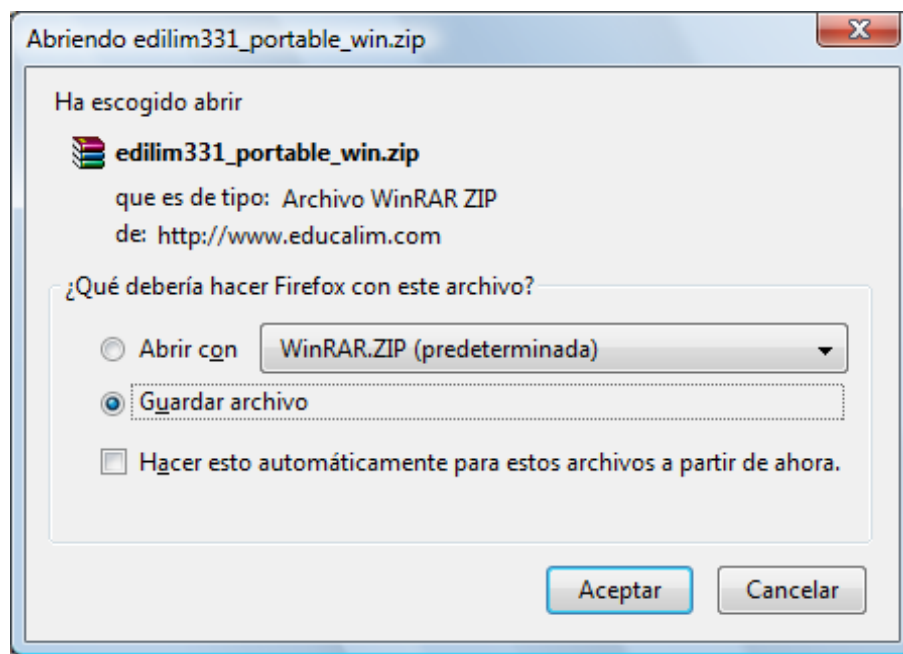 Abriendo edilim331_portable_win.zip
Ha escogido abrir
edilim331_portable_win.zip
que es de tipo: Archivo WinRAR ZIP
de: http://www.educalim.com
¿Qué debería hacer Firefox con este archivo?
Abrir con WinRAR.ZIP (predeterminada)
Guardar archivo
Hacer esto automáticamente para estos archivos a partir de ahora.
Aceptar Cancelar